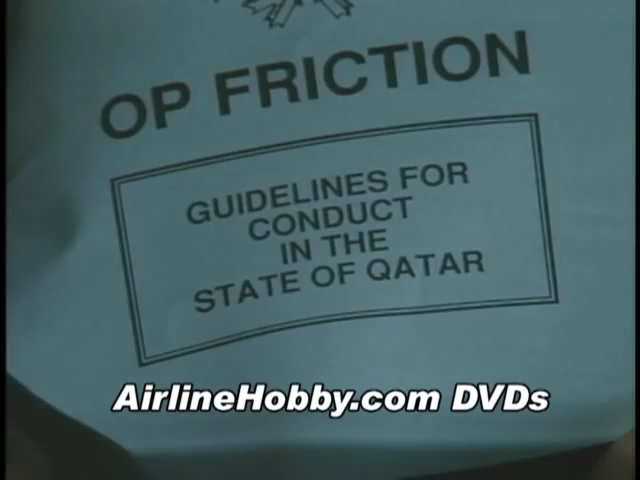 OP FRICTION
GUIDELINES FOR
CONDUCT
IN THE
STATE OF QATAR
AirlineHobby.com DVDs